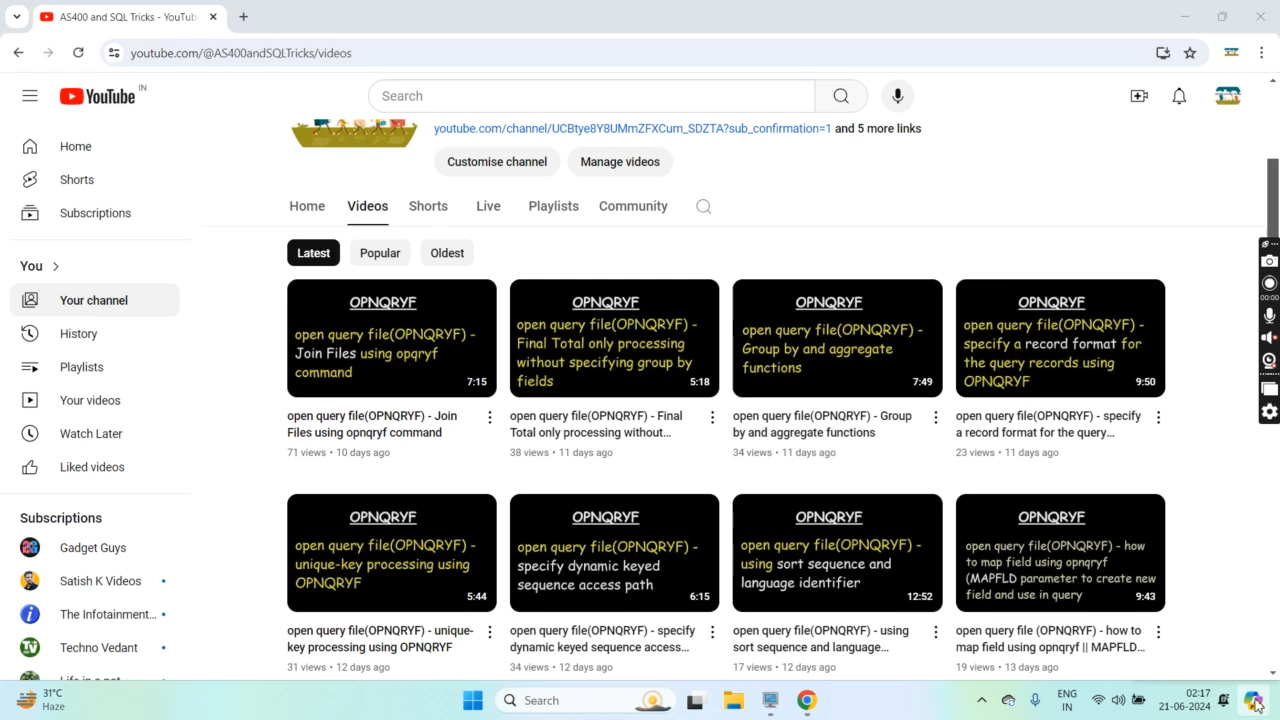 AS400 and SQL Tricks - YouTub
youtube.com/@AS400andSQLTricks/videos
YouTube IN
Search
youtube.com/channel/UCBtye8Y8UMmZFXCum_SDZTA?sub_confirmation=1 and 5 more links
Customise channel
Manage videos
Home
Shorts
Subscriptions
You
Your channel
History
Playlists
Your videos
Watch Later
Liked videos
Subscriptions
Gadget Guys
Satish K Videos
The Infotainment...
Techno Vedant
Home Videos Shorts Live Playlists Community
Latest Popular Oldest
OPNQRYF
open query file(OPNQRYF) -
Join Files using opqryf
command
7:15
open query file(OPNQRYF) - Join
Files using opnqryf command
71 views • 10 days ago
OPNQRYF
open query file(OPNQRYF) -
Final Total only processing
without specifying group by
fields
5:18
open query file(OPNQRYF) - Final
Total only processing without...
38 views • 11 days ago
OPNQRYF
open query file(OPNQRYF) -
Group by and aggregate
functions
7:49
open query file(OPNQRYF) - Group
by and aggregate functions
34 views • 11 days ago
OPNQRYF
open query file(OPNQRYF) -
specify a record format for
the query records using
OPNQRYF
9:50
open query file(OPNQRYF) - specify
a record format for the query...
23 views • 11 days ago
OPNQRYF
open query file(OPNQRYF) -
unique-key processing using
OPNQRYF
5:44
open query file(OPNQRYF) - unique-
key processing using OPNQRYF
31 views • 12 days ago
OPNQRYF
open query file(OPNQRYF) -
specify dynamic keyed
sequence access path
6:15
open query file(OPNQRYF) - specify
dynamic keyed sequence access...
34 views • 12 days ago
OPNQRYF
open query file(OPNQRYF) -
using sort sequence and
language identifier
12:52
open query file(OPNQRYF) - using
sort sequence and language...
17 views • 12 days ago
OPNQRYF
open query file(OPNQRYF) - how
to map field using opnqryf
(MAPFLD parameter to create new
field and use in query
9:43
open query file (OPNQRYF) - how to
map field using opnqryf || MAPFLD...
19 views • 13 days ago
00:00
31°C
Haze
Search
ENG
IN
02:17
21-06-2024